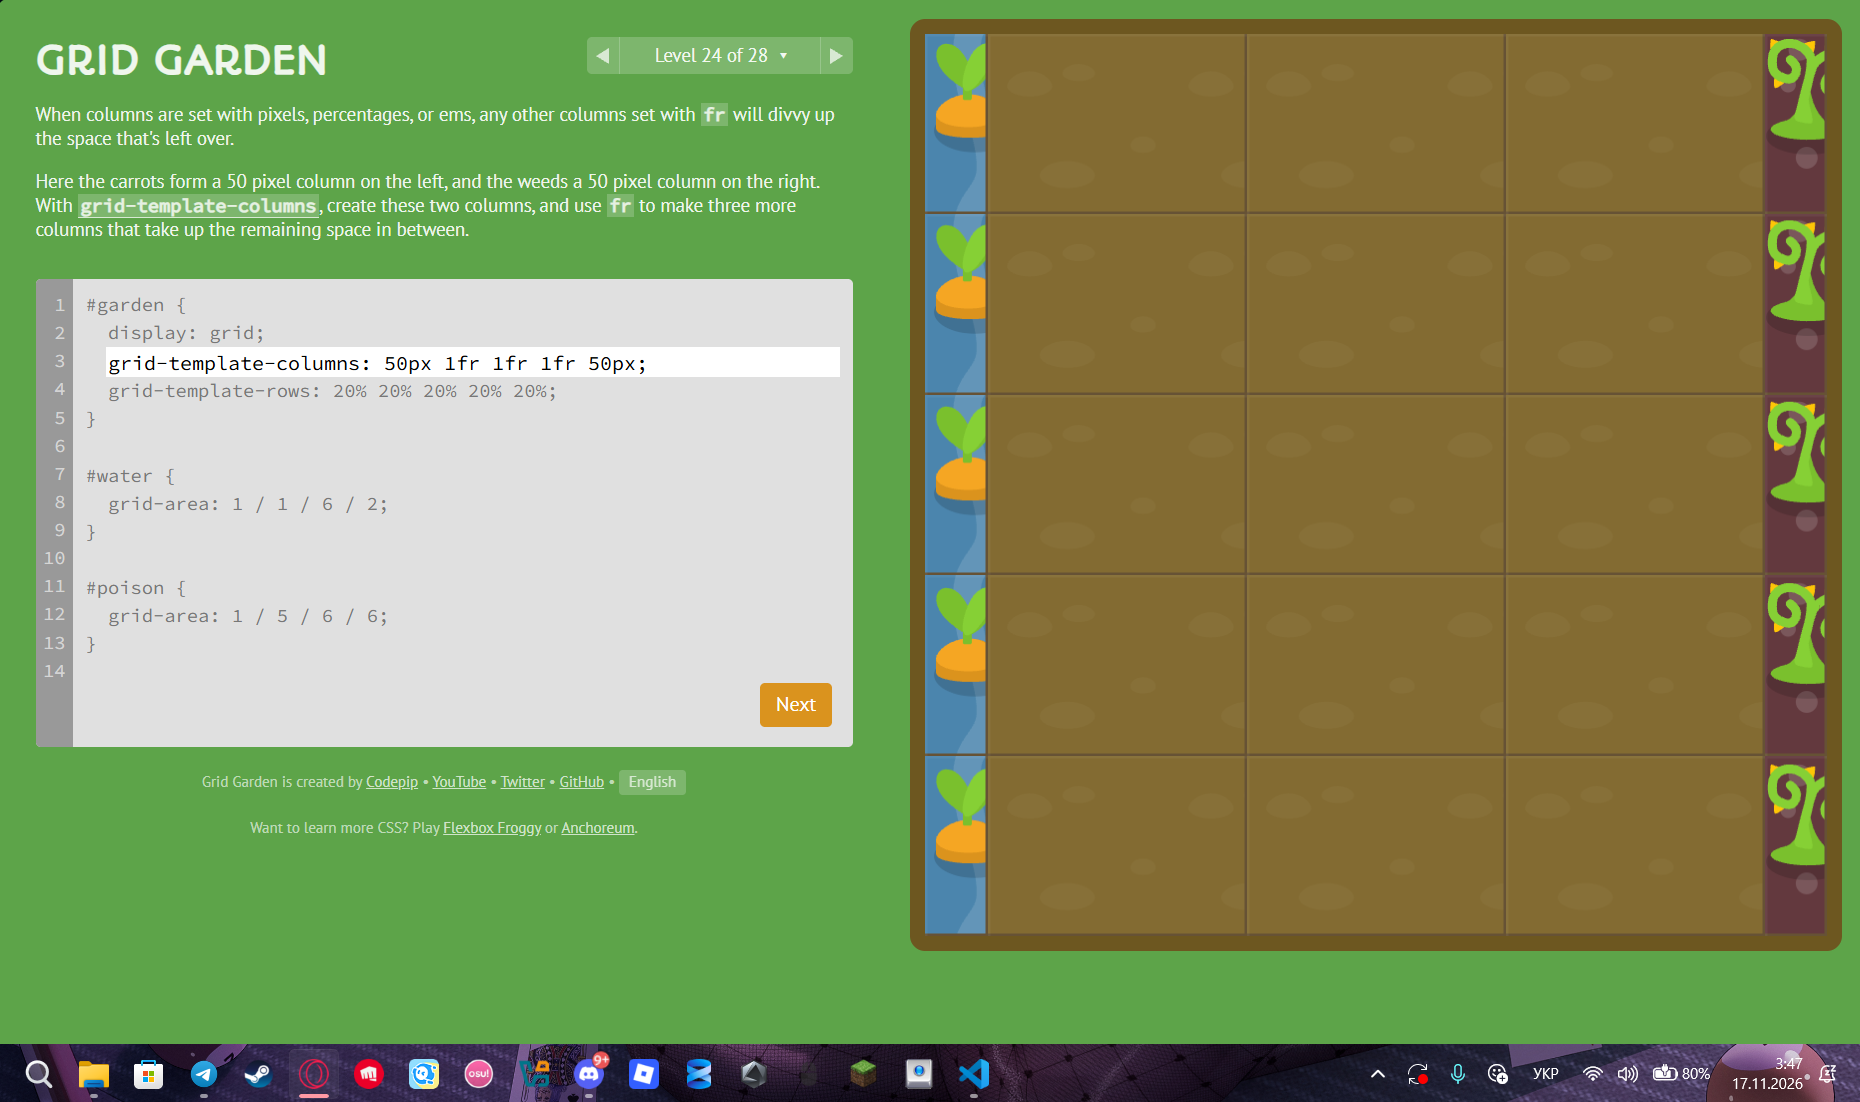 GRID GARDEN
◀ Level 24 of 28 ▼ ▶
When columns are set with pixels, percentages, or ems, any other columns set with fr will divvy up
the space that's left over.
Here the carrots form a 50 pixel column on the left, and the weeds a 50 pixel column on the right.
With grid-template-columns, create these two columns, and use fr to make three more
columns that take up the remaining space in between.
1 #garden {
2 display: grid;
3 grid-template-columns: 50px 1fr 1fr 1fr 50px;
4 grid-template-rows: 20% 20% 20% 20% 20%;
5 }
6
7 #water {
8 grid-area: 1 / 1 / 6 / 2;
9 }
10
11 #poison {
12 grid-area: 1 / 5 / 6 / 6;
13 }
14
Next
Grid Garden is created by Codepip • YouTube • Twitter • GitHub • English
Want to learn more CSS? Play Flexbox Froggy or Anchoreum.
osu!
9+
УКР
80%
3:47
17.11.2026